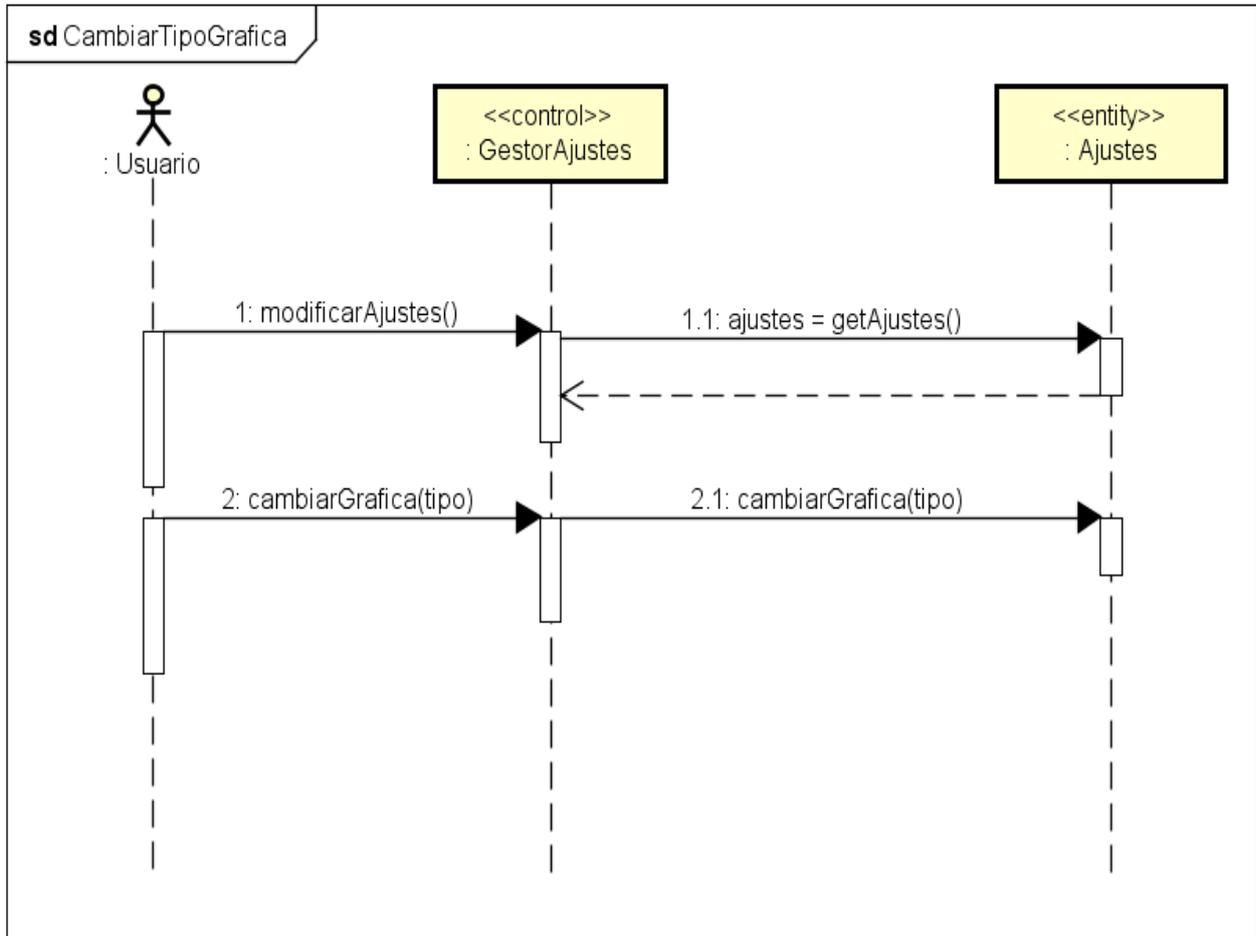 sd CambiarTipoGrafica
: Usuario
<<control>>
: GestorAjustes
<<entity>>
: Ajustes
1: modificarAjustes()
1.1: ajustes = getAjustes()
2: cambiarGrafica(tipo)
2.1: cambiarGrafica(tipo)